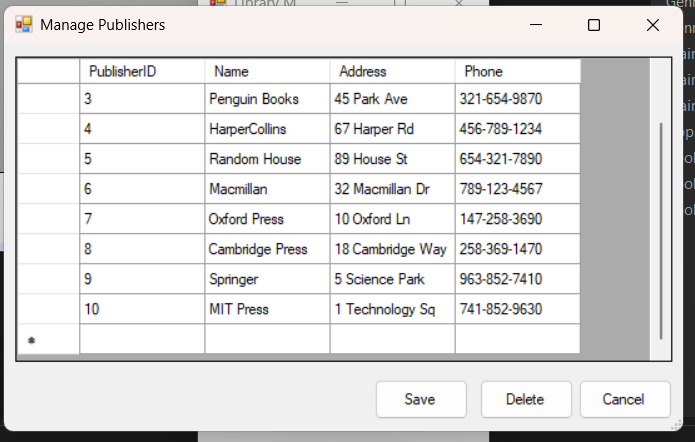 Library M
Manage Publishers
PublisherID Name Address Phone
3 Penguin Books 45 Park Ave 321-654-9870
4 HarperCollins 67 Harper Rd 456-789-1234
5 Random House 89 House St 654-321-7890
6 Macmillan 32 Macmillan Dr 789-123-4567
7 Oxford Press 10 Oxford Ln 147-258-3690
8 Cambridge Press 18 Cambridge Way 258-369-1470
9 Springer 5 Science Park 963-852-7410
10 MIT Press 1 Technology Sq 741-852-9630
*
Save Delete Cancel